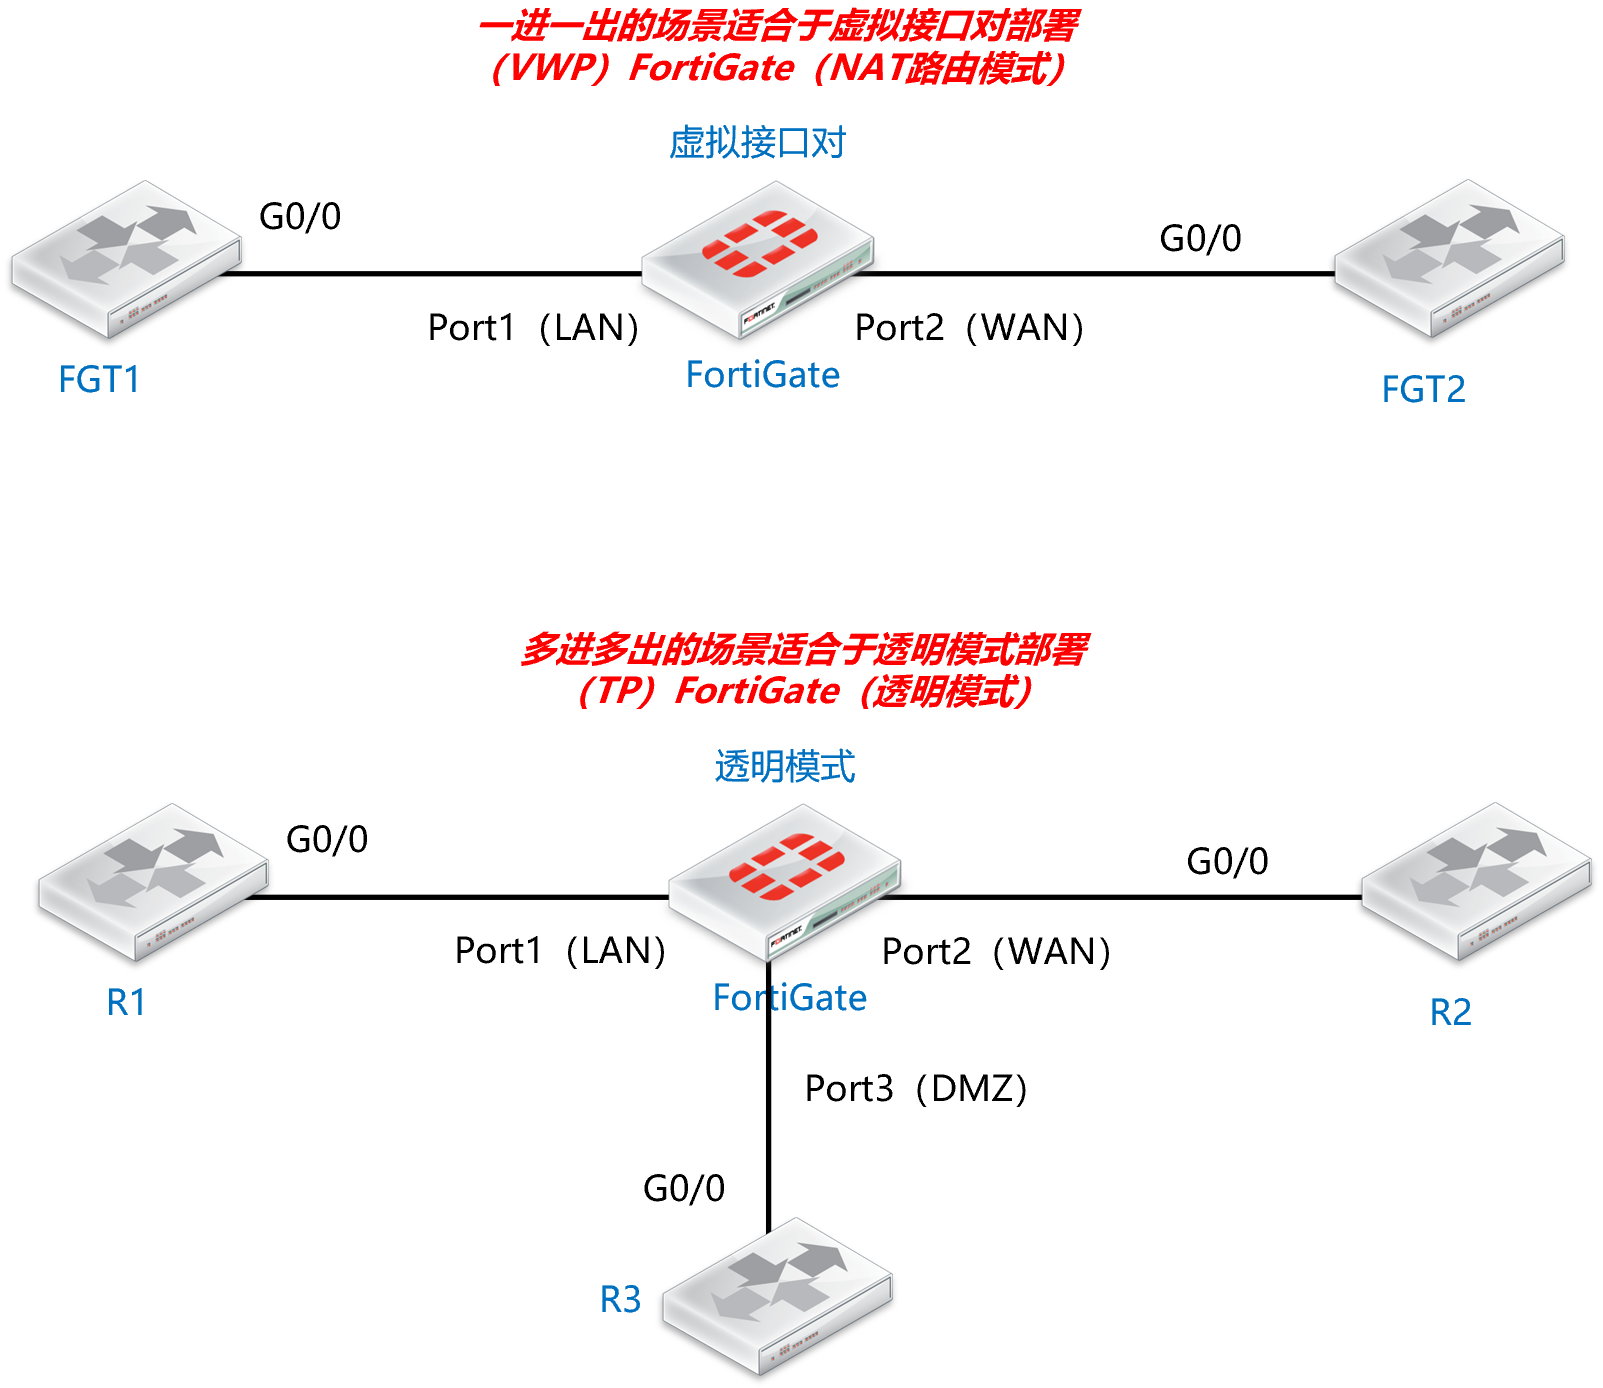 一进一出的场景适合于虚拟接口对部署
（VWP）FortiGate（NAT路由模式）
虚拟接口对
G0/0
G0/0
Port1（LAN）
Port2（WAN）
FORTINET
FGT1
FortiGate
FGT2
多进多出的场景适合于透明模式部署
（TP）FortiGate（透明模式）
透明模式
G0/0
G0/0
Port1（LAN）
Port2（WAN）
FORTINET
R1
FortiGate
R2
Port3（DMZ）
G0/0
R3